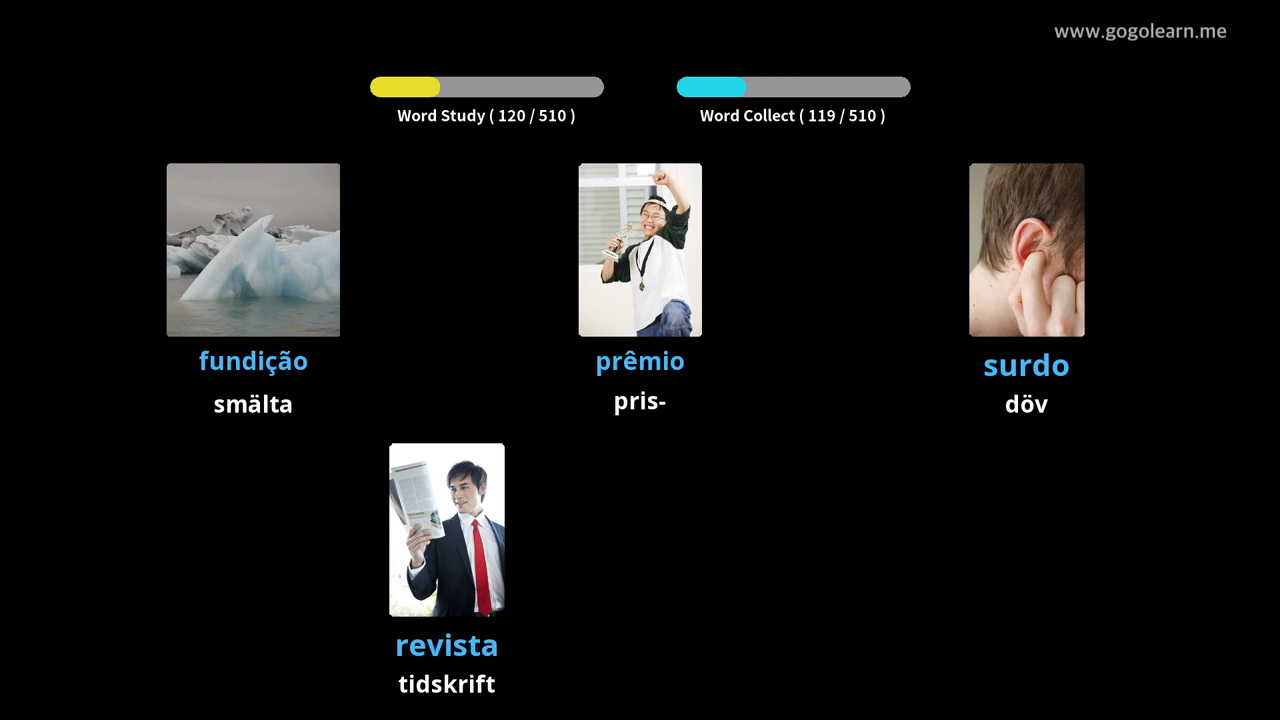 www.gogolearn.me
Word Study ( 120 / 510 )
Word Collect ( 119 / 510 )
fundição
smälta
prêmio
pris-
surdo
döv
revista
tidskrift